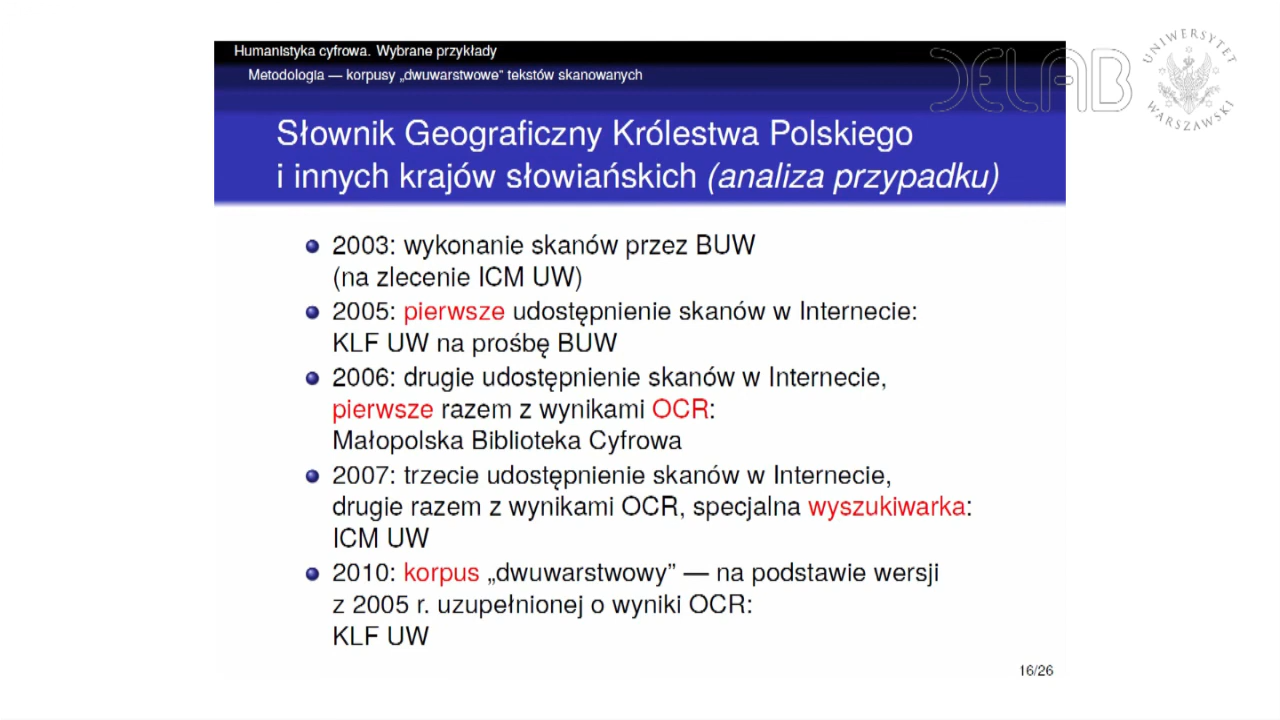 Humanistyka cyfrowa. Wybrane przykłady
Metodologia — korpusy „dwuwarstwowe” tekstów skanowanych
DELAB
UNIWERSYTET
WARSZAWSKI
Słownik Geograficzny Królestwa Polskiego
i innych krajów słowiańskich (analiza przypadku)
2003: wykonanie skanów przez BUW
(na zlecenie ICM UW)
2005: pierwsze udostępnienie skanów w Internecie:
KLF UW na prośbę BUW
2006: drugie udostępnienie skanów w Internecie,
pierwsze razem z wynikami OCR:
Małopolska Biblioteka Cyfrowa
2007: trzecie udostępnienie skanów w Internecie,
drugie razem z wynikami OCR, specjalna wyszukiwarka:
ICM UW
2010: korpus „dwuwarstwowy” — na podstawie wersji
z 2005 r. uzupełnionej o wyniki OCR:
KLF UW
16/26